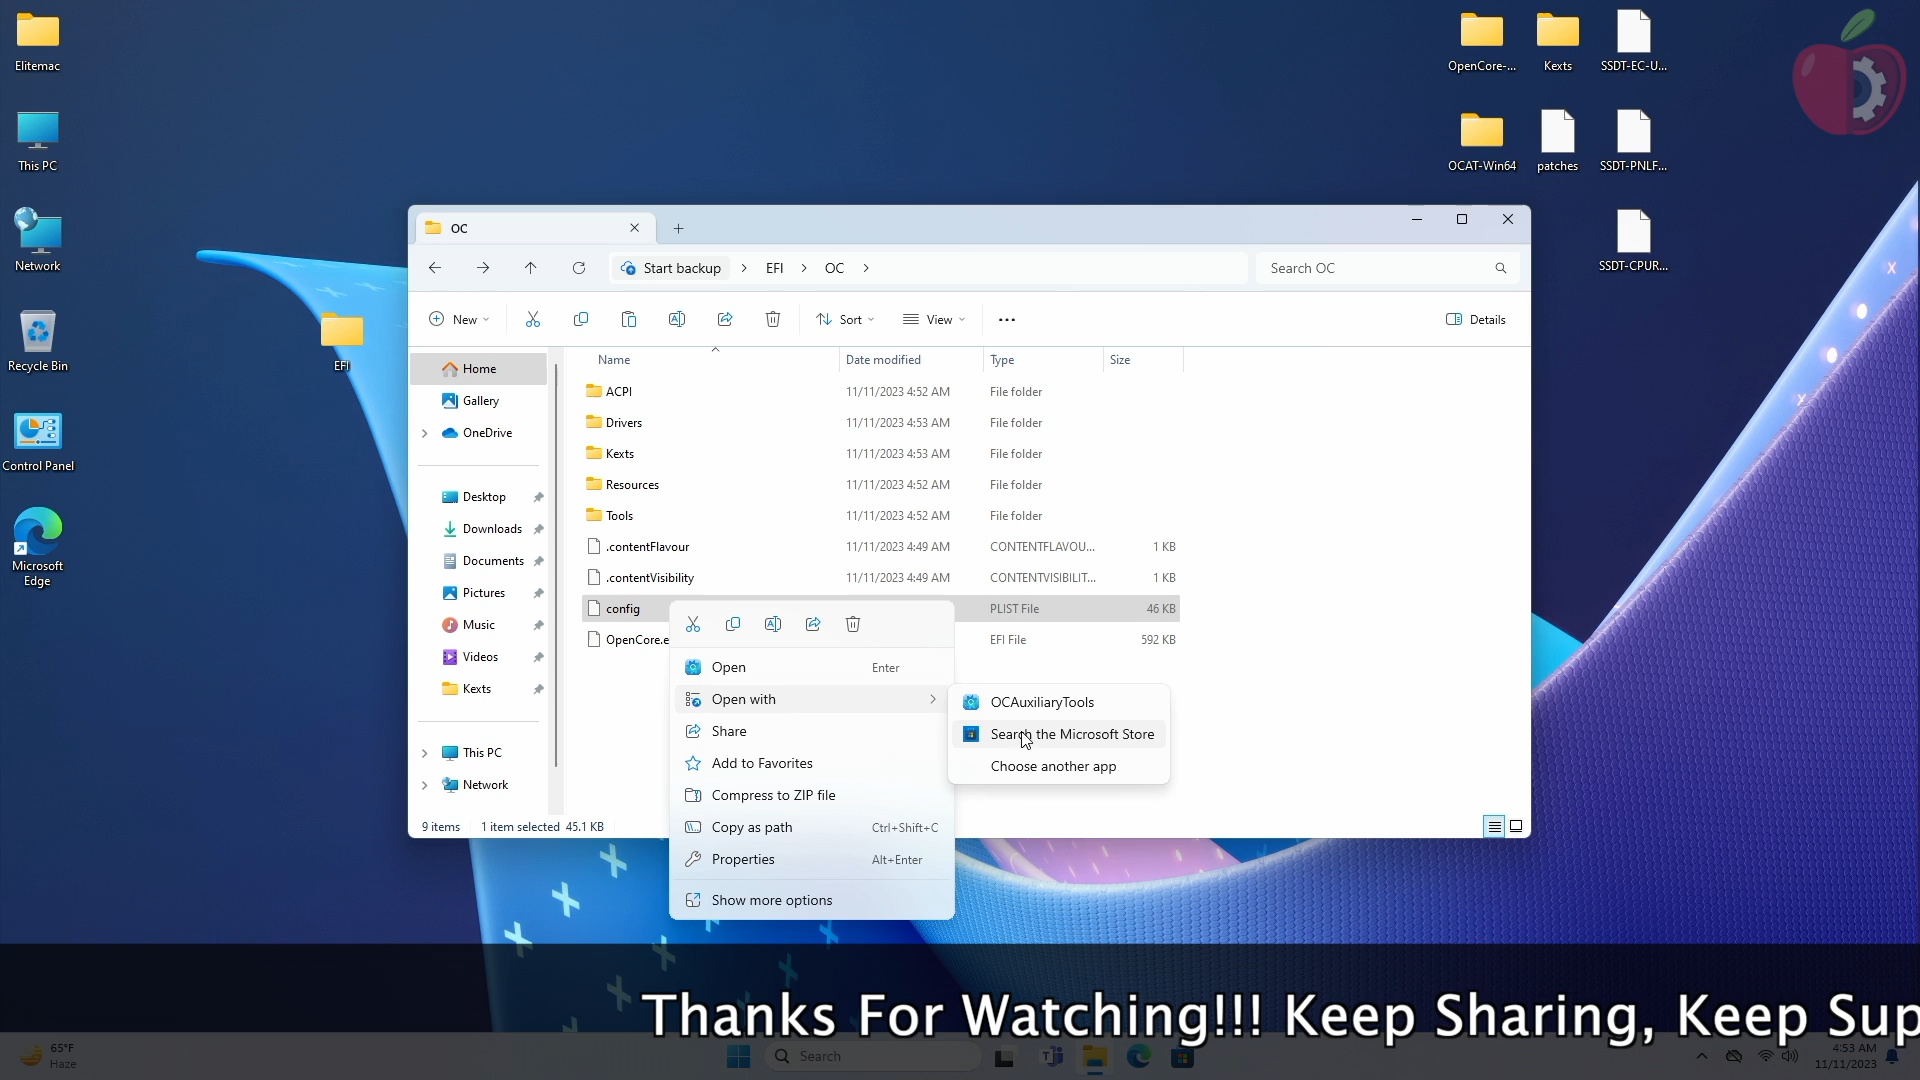 Elitemac
This PC
Network
Recycle Bin
Control Panel
Microsoft
Edge
EFI
OpenCore-...
Kexts
SSDT-EC-U...
OCAT-Win64
patches
SSDT-PNLF...
SSDT-CPUR...
OC
Start backup
EFI
OC
Search OC
New
Sort
View
Details
Home
Gallery
OneDrive
Desktop
Downloads
Documents
Pictures
Music
Videos
Kexts
This PC
Network
Name Date modified Type Size
ACPI 11/11/2023 4:52 AM File folder
Drivers 11/11/2023 4:53 AM File folder
Kexts 11/11/2023 4:53 AM File folder
Resources 11/11/2023 4:52 AM File folder
Tools 11/11/2023 4:52 AM File folder
.contentFlavour 11/11/2023 4:49 AM CONTENTFLAVOU... 1 KB
.contentVisibility 11/11/2023 4:49 AM CONTENTVISIBILIT... 1 KB
config PLIST File 46 KB
OpenCore.e EFI File 592 KB
Open Enter
Open with
Share
Add to Favorites
Compress to ZIP file
Copy as path Ctrl+Shift+C
Properties Alt+Enter
Show more options
OCAuxiliaryTools
Search the Microsoft Store
Choose another app
9 items 1 item selected 45.1 KB
Thanks For Watching!!! Keep Sharing, Keep Sup
65°F
Haze
Search
4:53 AM
11/11/2023